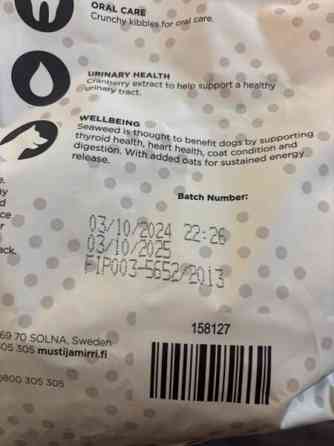 ORAL CARE
Crunchy kibbles for oral care.
URINARY HEALTH
Cranberry extract to help support a healthy
urinary tract.
WELLBEING
Seaweed is thought to benefit dogs by supporting
thyroid health, heart health, coat condition and
digestion. With added oats for sustained energy
release.
Batch Number:
03/10/2024 22:26
03/10/2025
FIP003-5652/2013
158127
69 70 SOLNA, Sweden
05 305 mustijamirri.fi
0800 305 305